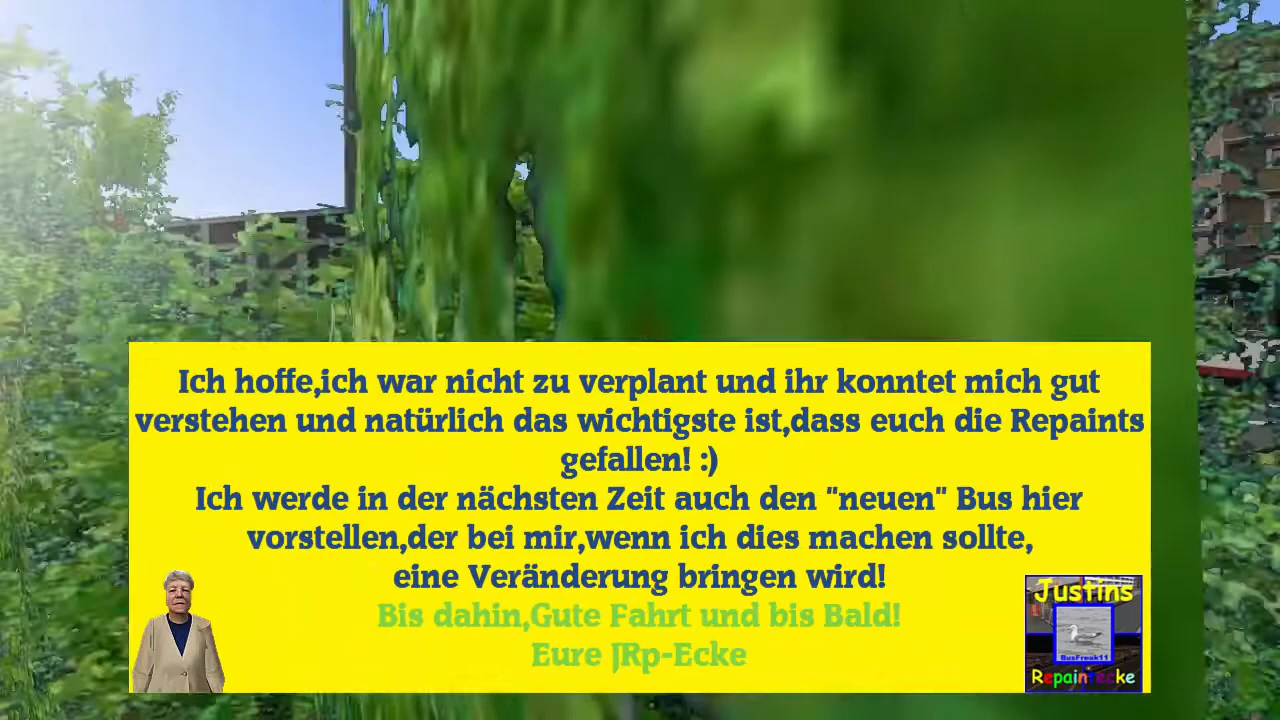 Ich hoffe,ich war nicht zu verplant und ihr konntet mich gut
verstehen und natürlich das wichtigste ist,dass euch die Repaints
gefallen! :)
Ich werde in der nächsten Zeit auch den "neuen" Bus hier
vorstellen,der bei mir,wenn ich dies machen sollte,
eine Veränderung bringen wird!
Bis dahin,Gute Fahrt und bis Bald!
Eure JRp-Ecke
Justins
BusFreak11
Repaintecke